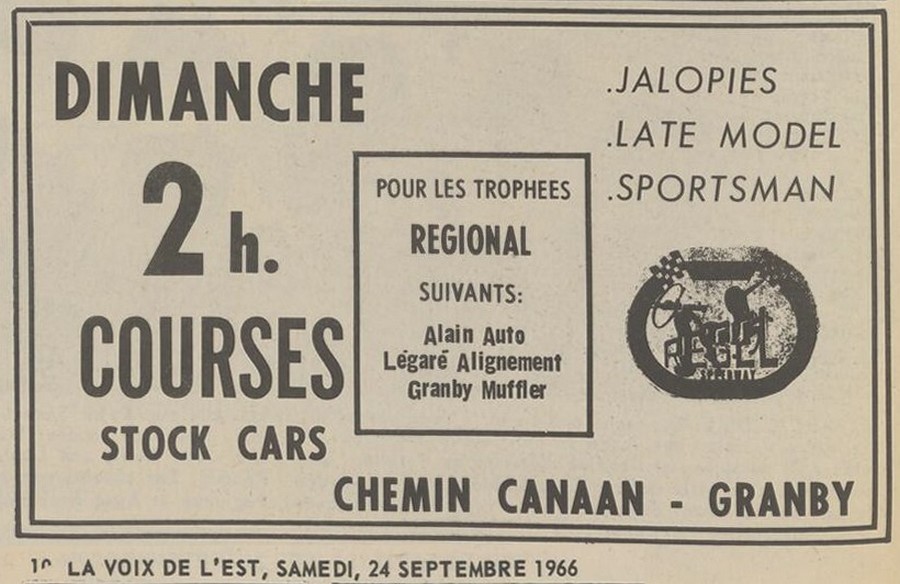 DIMANCHE
2 h.
COURSES
STOCK CARS
POUR LES TROPHEES
REGIONAL
SUIVANTS:
Alain Auto
Légaré Alignement
Granby Muffler
.JALOPIES
.LATE MODEL
.SPORTSMAN
SPEEDWAY
CHEMIN CANAAN - GRANBY
LA VOIX DE L'EST, SAMEDI, 24 SEPTEMBRE 1966